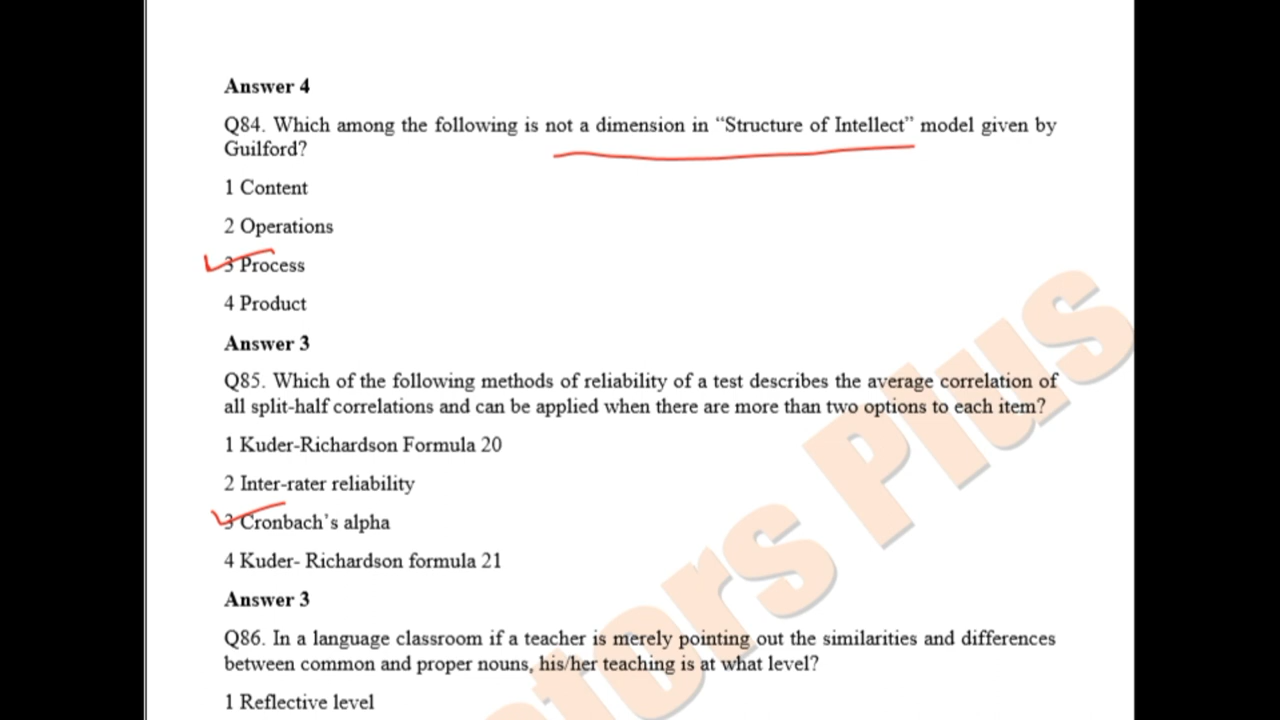 Answer 4
Q84. Which among the following is not a dimension in “Structure of Intellect” model given by
Guilford?
1 Content
2 Operations
3 Process
4 Product
Answer 3
Q85. Which of the following methods of reliability of a test describes the average correlation of
all split-half correlations and can be applied when there are more than two options to each item?
1 Kuder-Richardson Formula 20
2 Inter-rater reliability
3 Cronbach’s alpha
4 Kuder- Richardson formula 21
Answer 3
Q86. In a language classroom if a teacher is merely pointing out the similarities and differences
between common and proper nouns, his/her teaching is at what level?
1 Reflective level
tors Plus